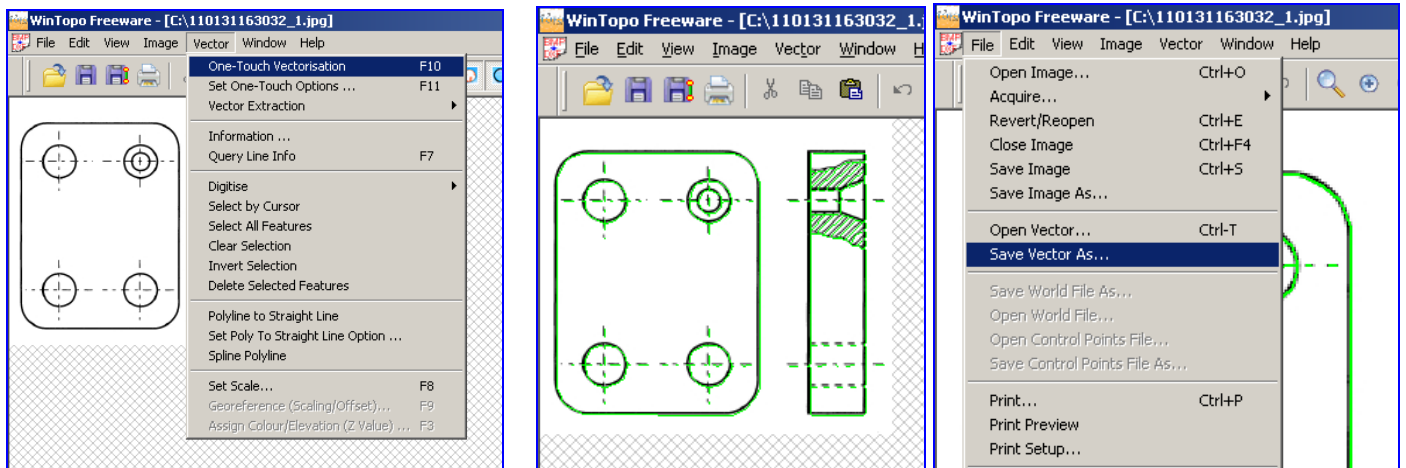 WinTopo Freeware - [C:\110131163032_1.jpg]
File Edit View Image Vector Window Help
One-Touch Vectorisation F10
Set One-Touch Options ... F11
Vector Extraction
Information ...
Query Line Info F7
Digitise
Select by Cursor
Select All Features
Clear Selection
Invert Selection
Delete Selected Features
Polyline to Straight Line
Set Poly To Straight Line Option ...
Spline Polyline
Set Scale... F8
Georeference (Scaling/Offset)... F9
Assign Colour/Elevation (Z Value) ... F3
WinTopo Freeware - [C:\110131163032_1.j
File Edit View Image Vector Window H
WinTopo Freeware - [C:\110131163032_1.jpg]
File Edit View Image Vector Window Help
Open Image... Ctrl+O
Acquire...
Revert/Reopen Ctrl+E
Close Image Ctrl+F4
Save Image Ctrl+S
Save Image As...
Open Vector... Ctrl-T
Save Vector As...
Save World File As...
Open World File...
Open Control Points File...
Save Control Points File As...
Print... Ctrl+P
Print Preview
Print Setup...